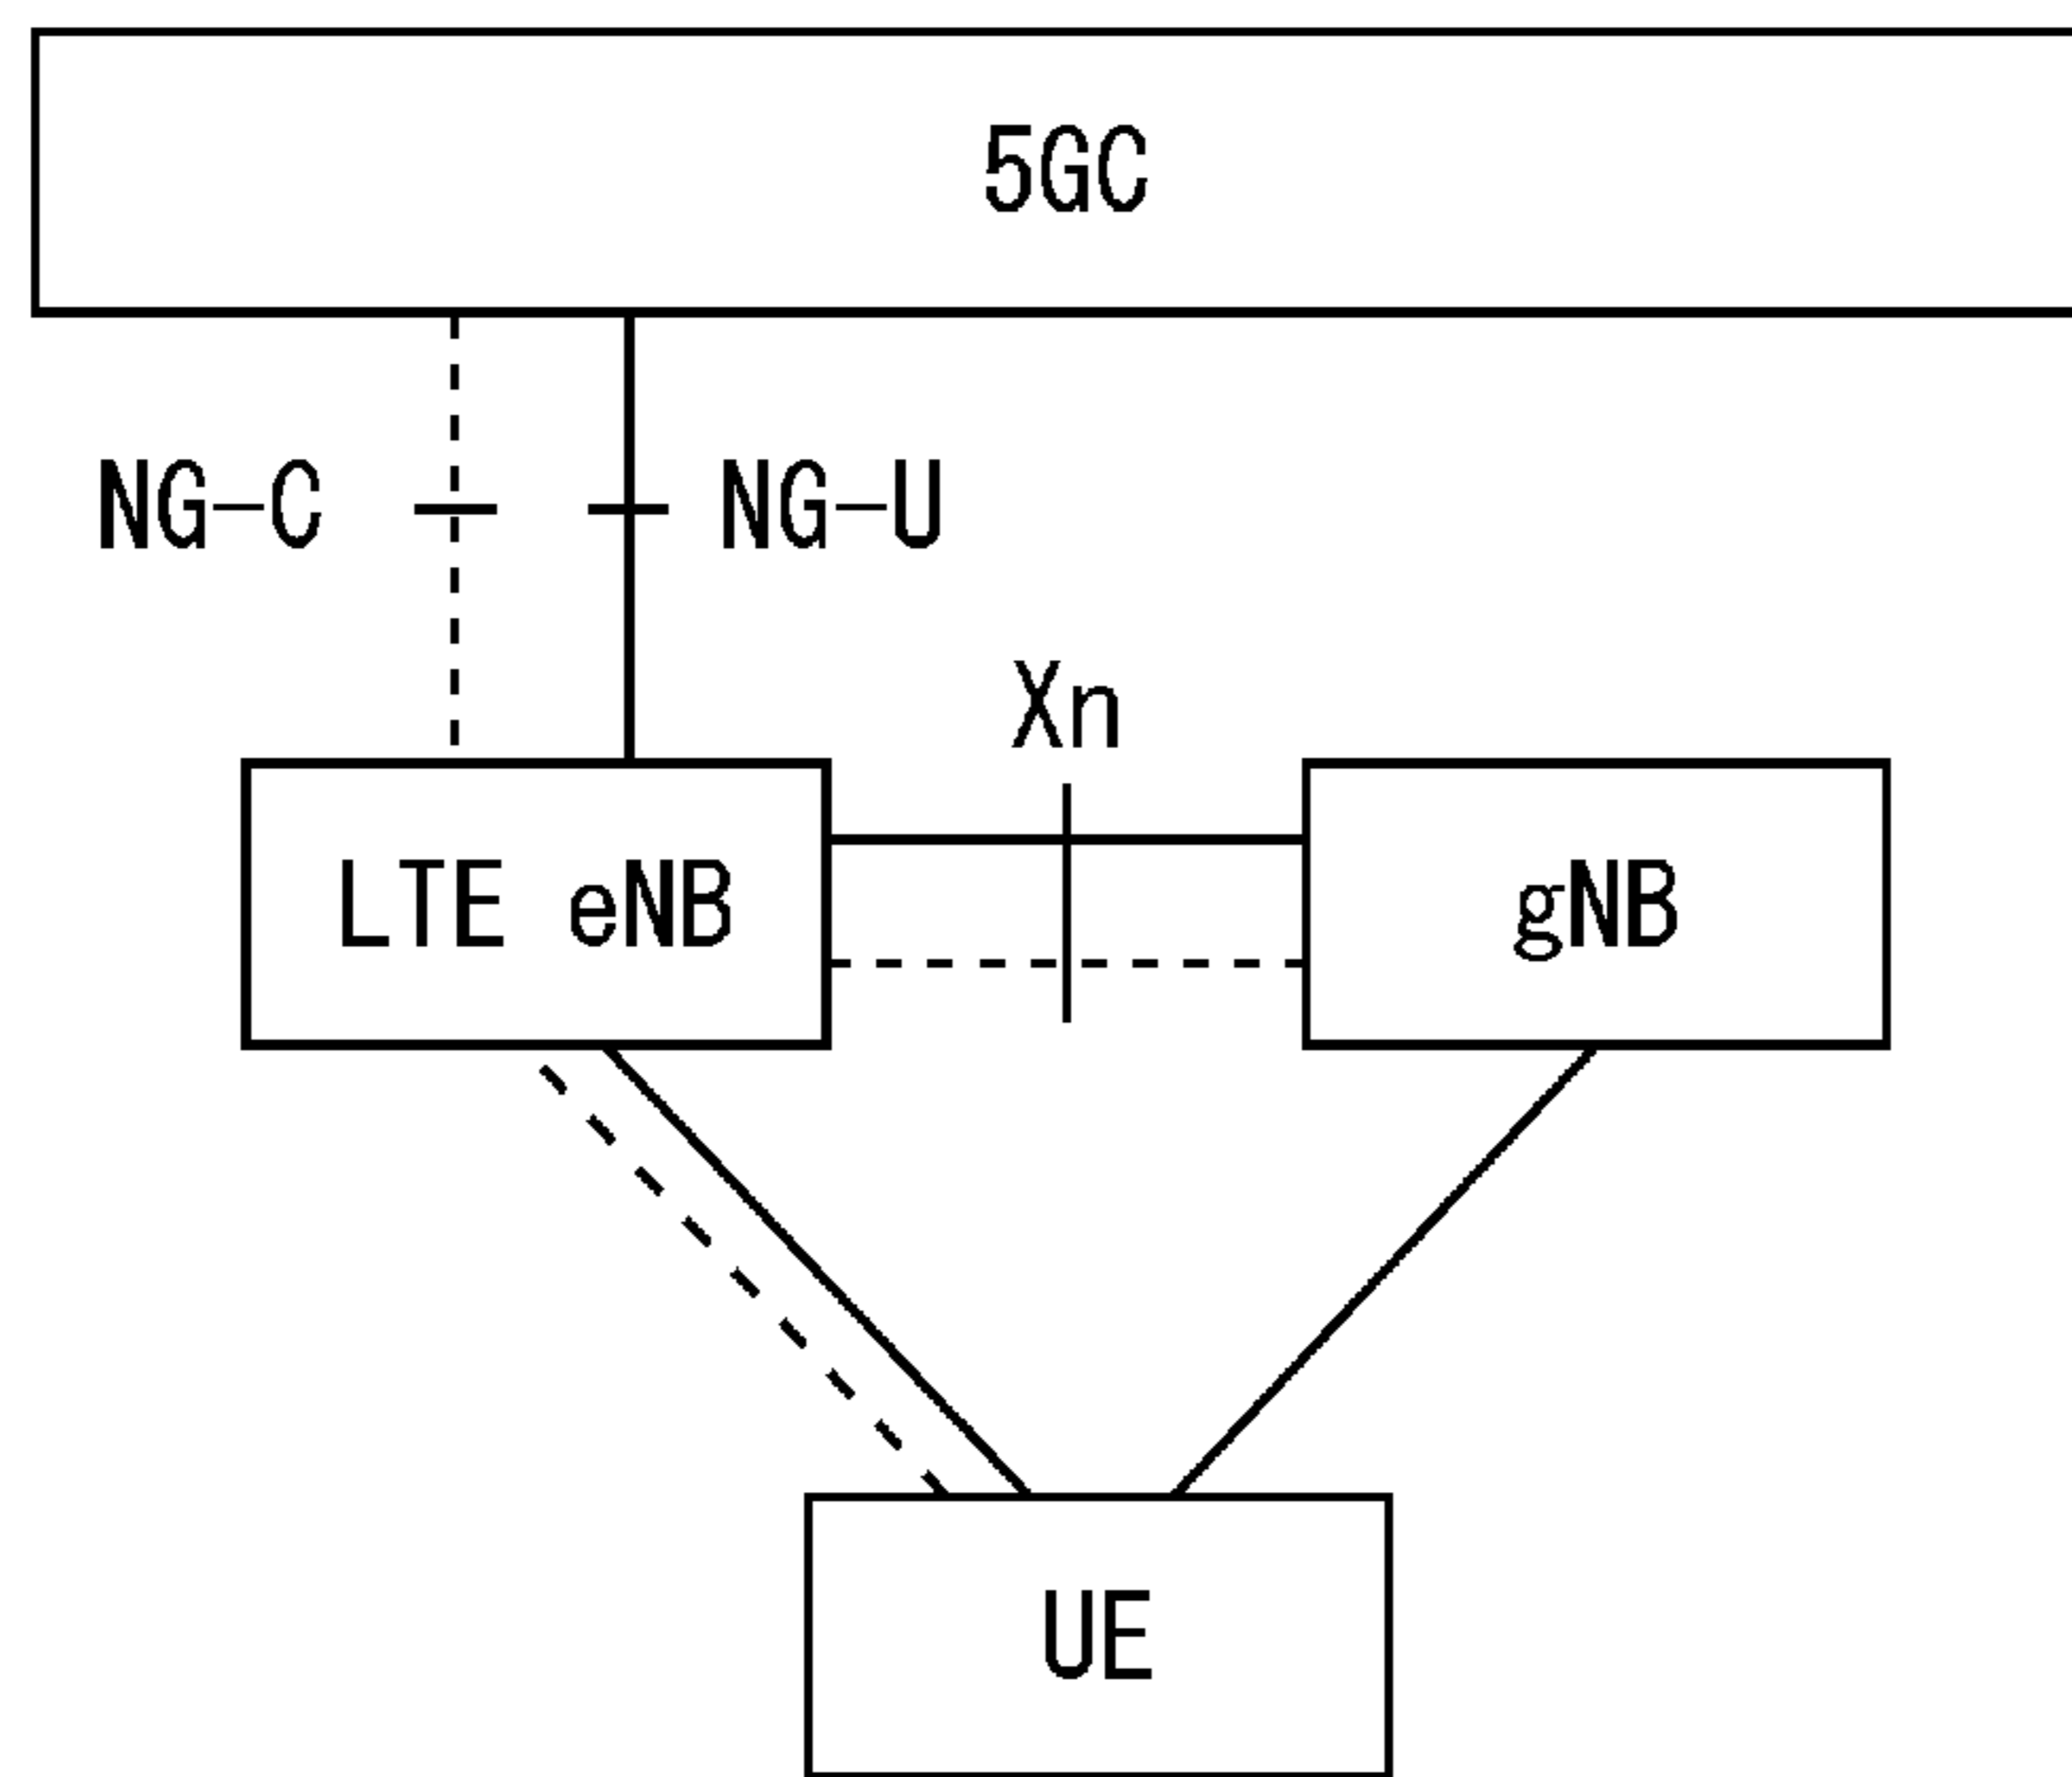 5GC
NG-C
NG-U
Xn
LTE eNB
gNB
UE